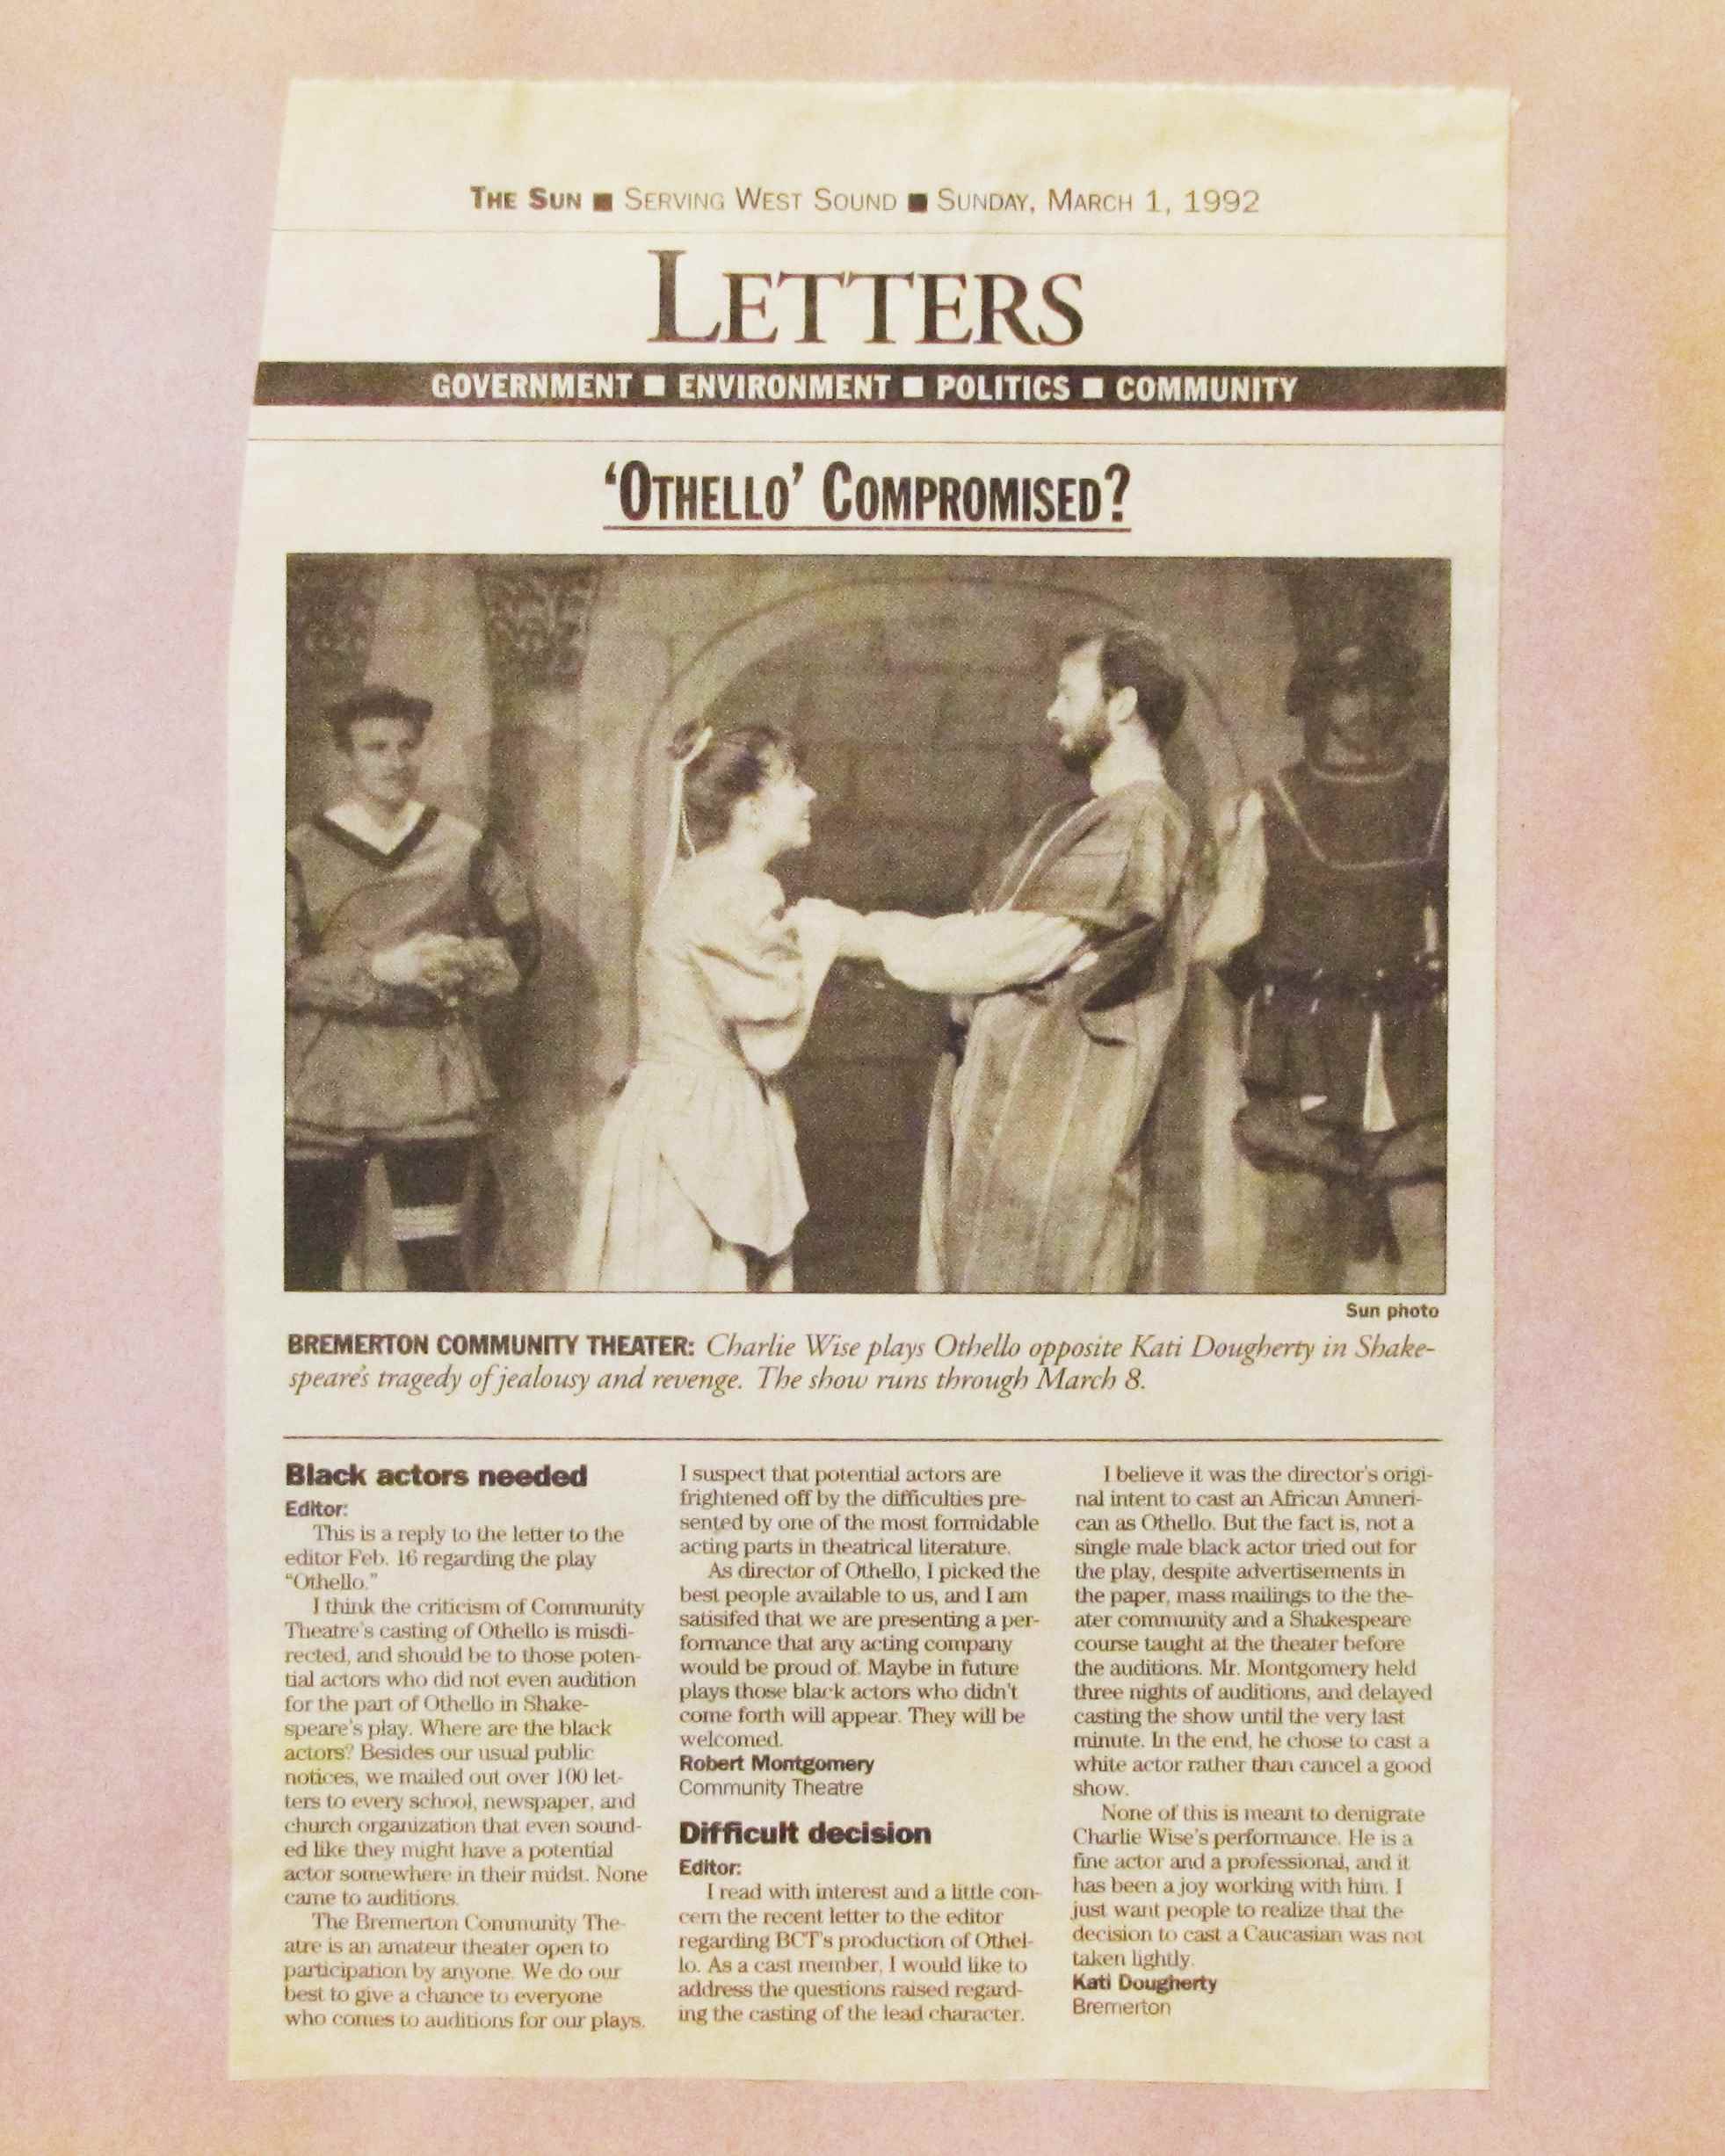 THE SUN ■ SERVING WEST SOUND ■ SUNDAY, MARCH 1, 1992
LETTERS
GOVERNMENT ■ ENVIRONMENT ■ POLITICS ■ COMMUNITY
‘OTHELLO’ COMPROMISED?
Sun photo
BREMERTON COMMUNITY THEATER: Charlie Wise plays Othello opposite Kati Dougherty in Shake-
speare's tragedy of jealousy and revenge. The show runs through March 8.
Black actors needed
Editor:
This is a reply to the letter to the
editor Feb. 16 regarding the play
“Othello.”
I think the criticism of Community
Theatre's casting of Othello is misdi-
rected, and should be to those poten-
tial actors who did not even audition
for the part of Othello in Shake-
speare's play. Where are the black
actors? Besides our usual public
notices, we mailed out over 100 let-
ters to every school, newspaper, and
church organization that even sound-
ed like they might have a potential
actor somewhere in their midst. None
came to auditions.
The Bremerton Community The-
atre is an amateur theater open to
participation by anyone. We do our
best to give a chance to everyone
who comes to auditions for our plays.
I suspect that potential actors are
frightened off by the difficulties pre-
sented by one of the most formidable
acting parts in theatrical literature.
As director of Othello, I picked the
best people available to us, and I am
satisifed that we are presenting a per-
formance that any acting company
would be proud of. Maybe in future
plays those black actors who didn't
come forth will appear. They will be
welcomed.
Robert Montgomery
Community Theatre
Difficult decision
Editor:
I read with interest and a little con-
cern the recent letter to the editor
regarding BCT's production of Othel-
lo. As a cast member, I would like to
address the questions raised regard-
ing the casting of the lead character.
I believe it was the director's origi-
nal intent to cast an African Amneri-
can as Othello. But the fact is, not a
single male black actor tried out for
the play, despite advertisements in
the paper, mass mailings to the the-
ater community and a Shakespeare
course taught at the theater before
the auditions. Mr. Montgomery held
three nights of auditions, and delayed
casting the show until the very last
minute. In the end, he chose to cast a
white actor rather than cancel a good
show.
None of this is meant to denigrate
Charlie Wise's performance. He is a
fine actor and a professional, and it
has been a joy working with him. I
just want people to realize that the
decision to cast a Caucasian was not
taken lightly.
Kati Dougherty
Bremerton